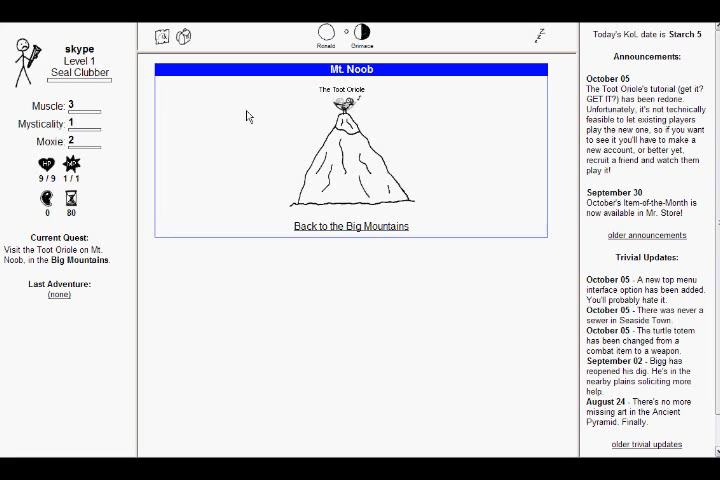 skype
Level 1
Seal Clubber
Muscle: 3
Mysticality: 1
Moxie: 2
HP MP
9 / 9 1 / 1
0 80
Current Quest:
Visit the Toot Oriole on Mt.
Noob, in the Big Mountains.
Last Adventure:
(none)
Ronald Grimace
z
z
z
Mt. Noob
The Toot Oriole
Back to the Big Mountains
Today's KoL date is Starch 5
Announcements:
October 05
The Toot Oriole's tutorial (get it?
GET IT?) has been redone.
Unfortunately, it's not technically
feasible to let existing players
play the new one, so if you want
to see it you'll have to make a
new account, or better yet,
recruit a friend and watch them
play it!
September 30
October's Item-of-the-Month is
now available in Mr. Store!
older announcements
Trivial Updates:
October 05 - A new top menu
interface option has been added.
You'll probably hate it.
October 05 - There was never a
sewer in Seaside Town.
October 05 - The turtle totem
has been changed from a
combat item to a weapon.
September 02 - Bigg has
reopened his dig. He's in the
nearby plains soliciting more
help.
August 24 - There's no more
missing art in the Ancient
Pyramid. Finally.
older trivial updates